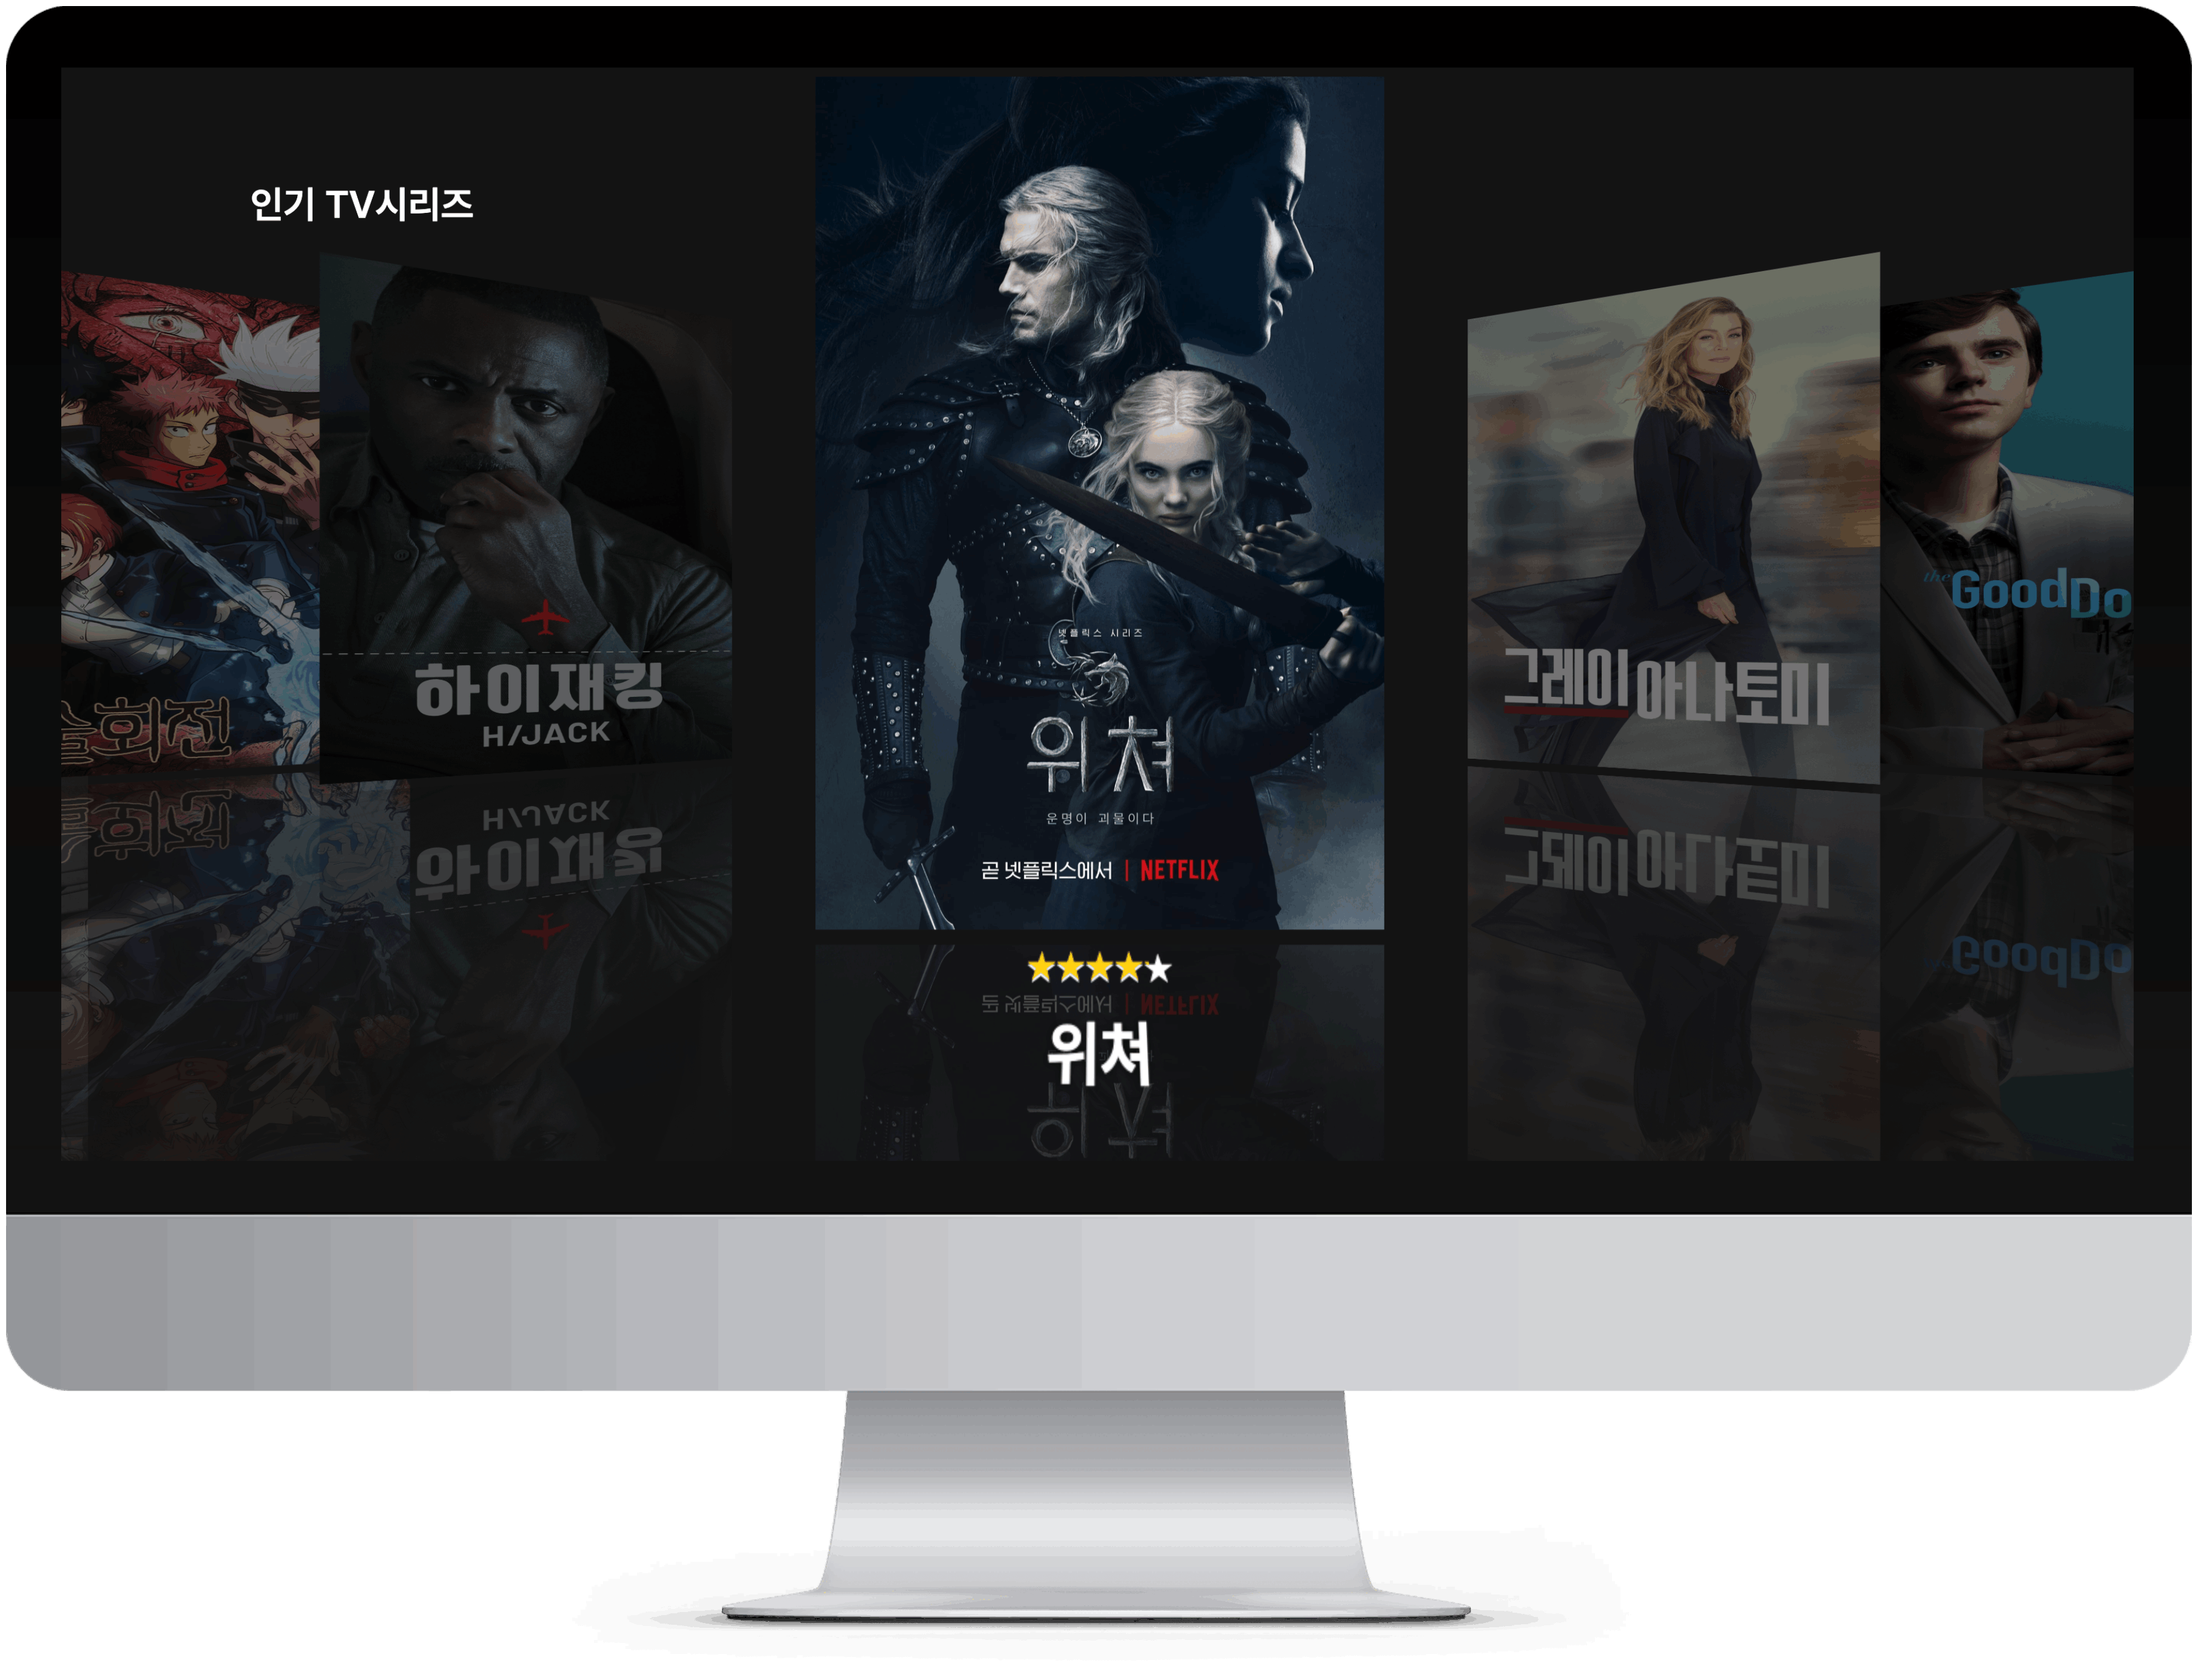 인기 TV시리즈
술회전
하이재킹
H/JACK
넷플릭스 시리즈
위쳐
운명이 괴물이다
곧 넷플릭스에서 | NETFLIX
그레이 아나토미
the GoodDo
위쳐